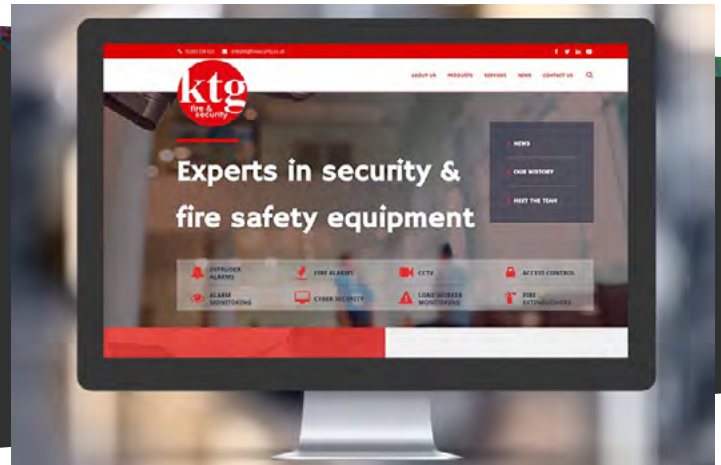 ABOUT US PRODUCTS SERVICES NEWS CONTACT US
ktg
fire &
security
Experts in security &
fire safety equipment
NEWS
OUR HISTORY
MEET THE TEAM
INTRUDER
ALARMS
FIRE ALARMS
CCTV
ACCESS CONTROL
ALARM
MONITORING
CYBER SECURITY
LONE WORKER
MONITORING
FIRE
EXTINGUISHERS